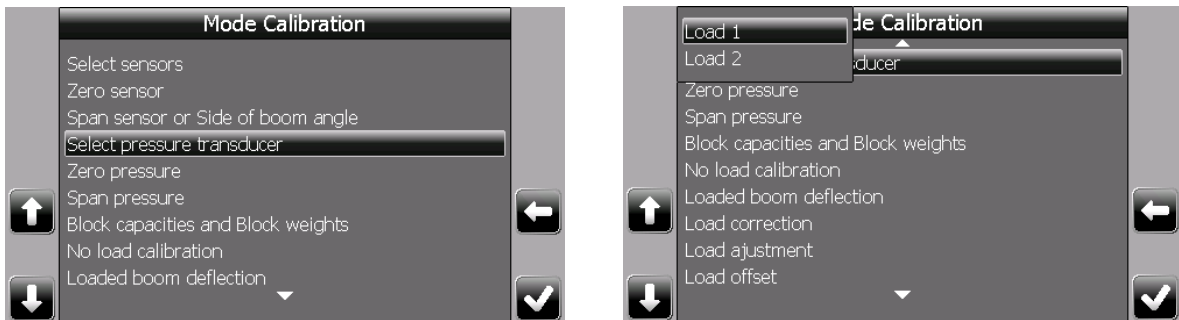 Mode Calibration
Select sensors
Zero sensor
Span sensor or Side of boom angle
Select pressure transducer
Zero pressure
Span pressure
Block capacities and Block weights
No load calibration
Loaded boom deflection
de Calibration
Load 1
Load 2
sducer
Zero pressure
Span pressure
Block capacities and Block weights
No load calibration
Loaded boom deflection
Load correction
Load ajustment
Load offset